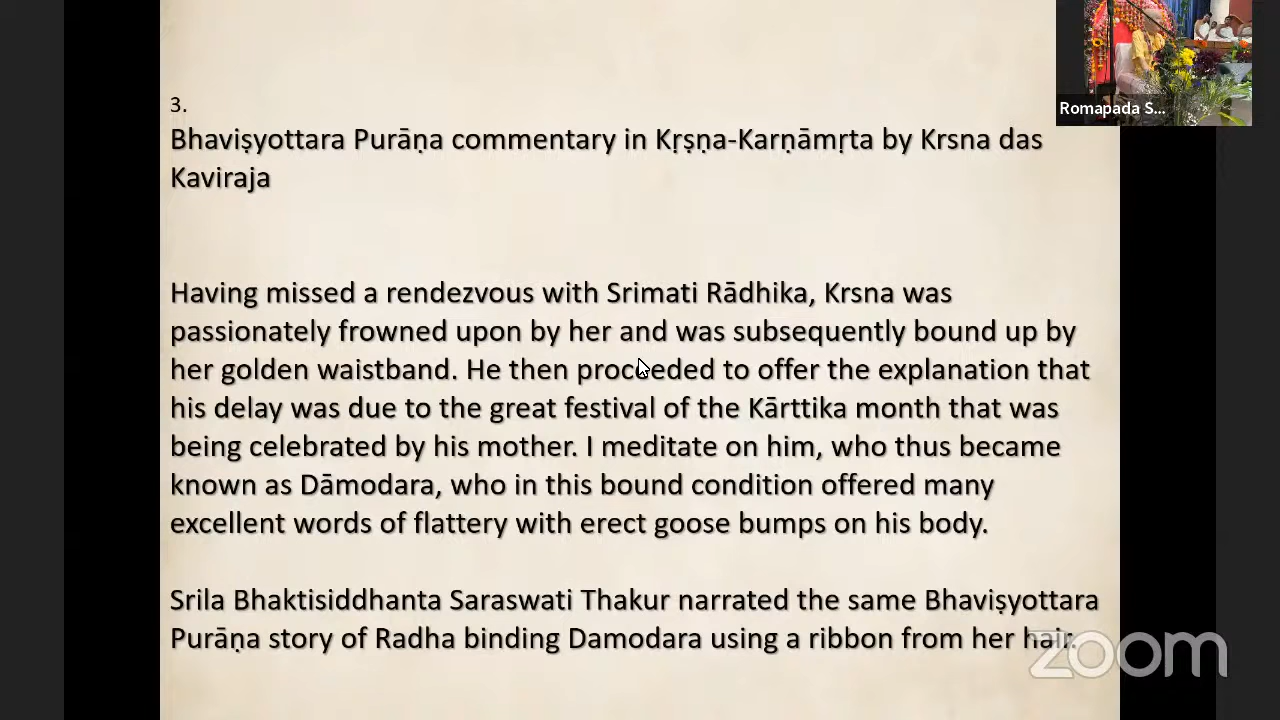 Romapada S...
3.
Bhaviṣyottara Purāṇa commentary in Kṛṣṇa-Karṇāmṛta by Krsna das
Kaviraja
Having missed a rendezvous with Srimati Rādhika, Krsna was
passionately frowned upon by her and was subsequently bound up by
her golden waistband. He then proceeded to offer the explanation that
his delay was due to the great festival of the Kārttika month that was
being celebrated by his mother. I meditate on him, who thus became
known as Dāmodara, who in this bound condition offered many
excellent words of flattery with erect goose bumps on his body.
Srila Bhaktisiddhanta Saraswati Thakur narrated the same Bhaviṣyottara
Purāṇa story of Radha binding Damodara using a ribbon from her hair.
zoom